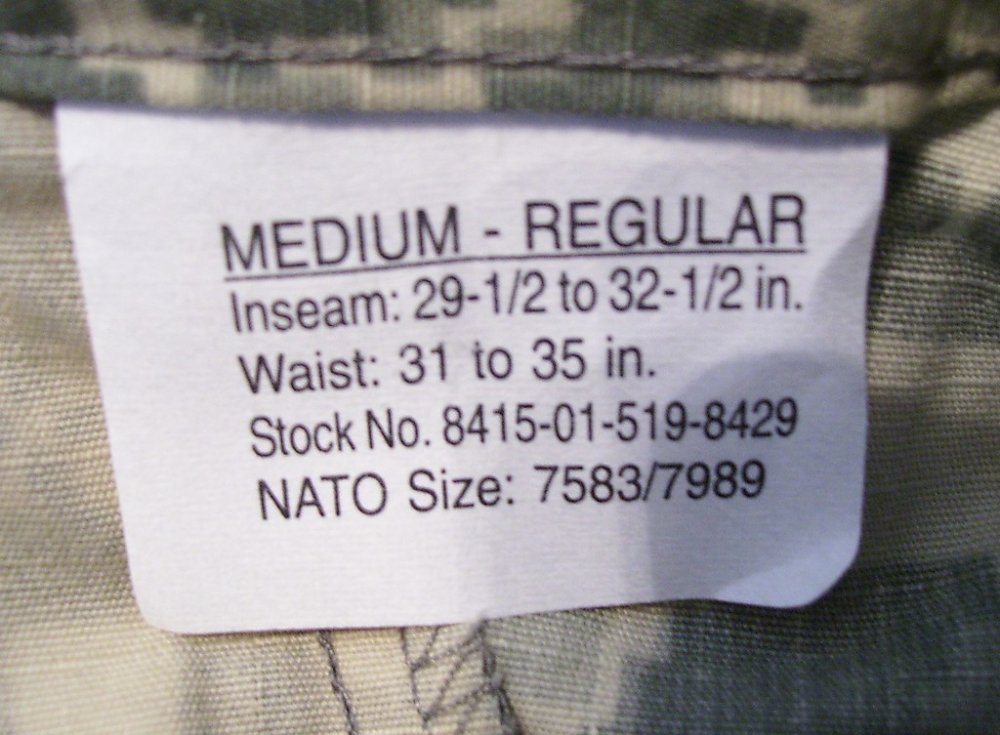 MEDIUM - REGULAR
Inseam: 29-1/2 to 32-1/2 in.
Waist: 31 to 35 in.
Stock No. 8415-01-519-8429
NATO Size: 7583/7989